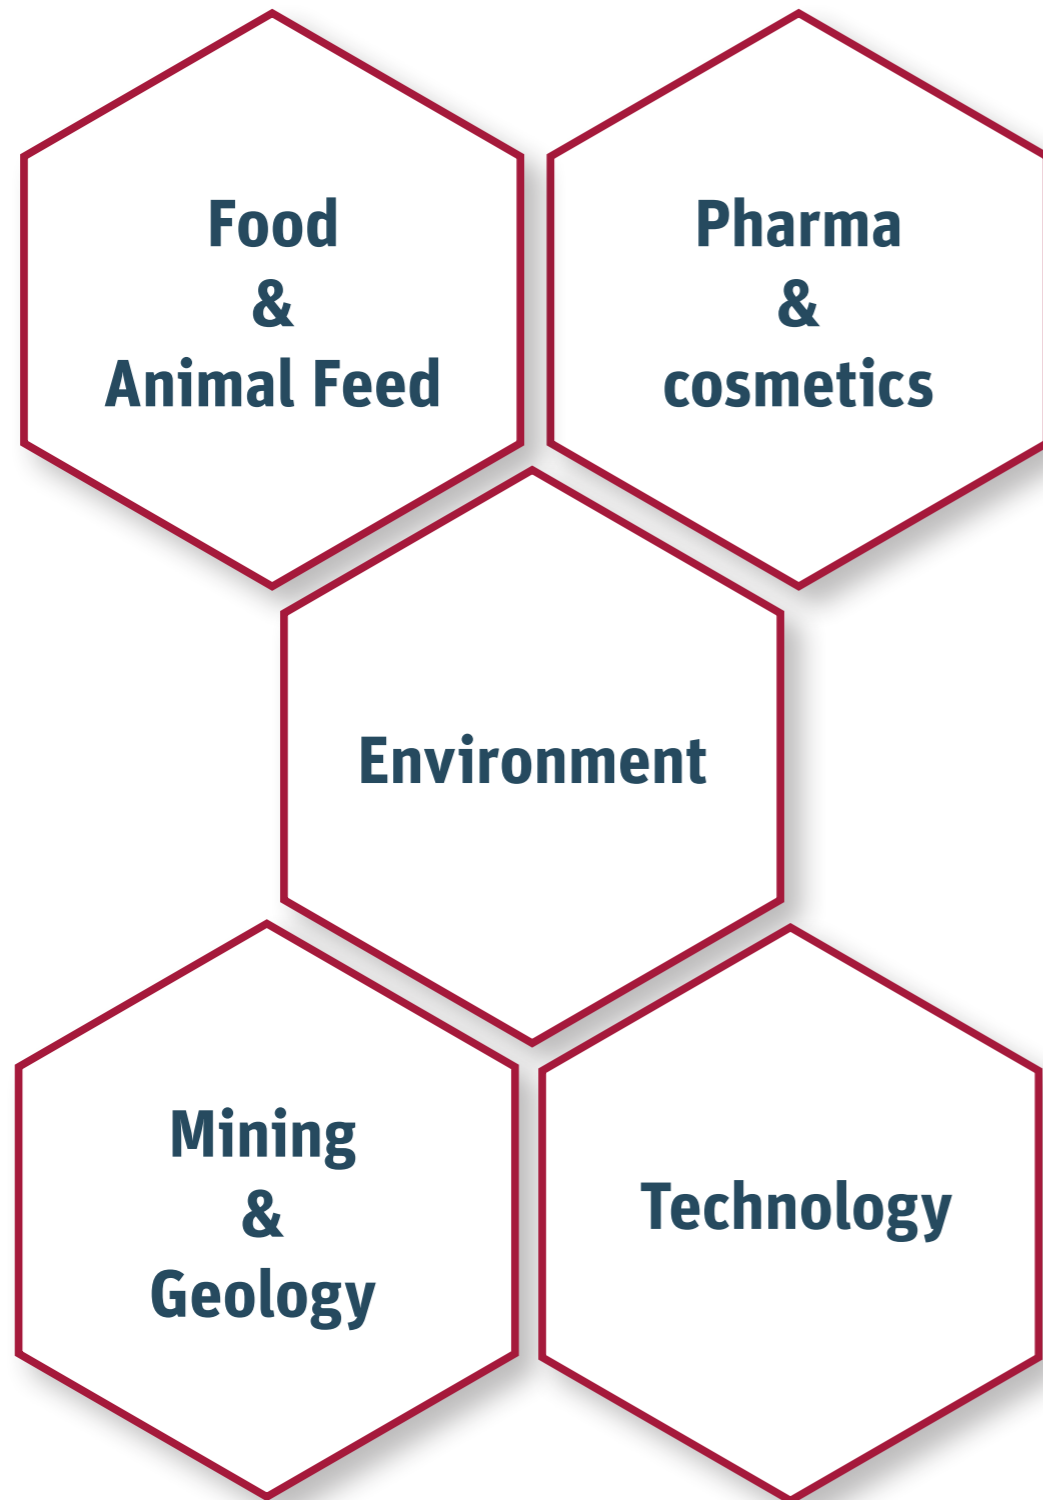 Food
&
Animal Feed
Pharma
&
cosmetics
Environment
Mining
&
Geology
Technology